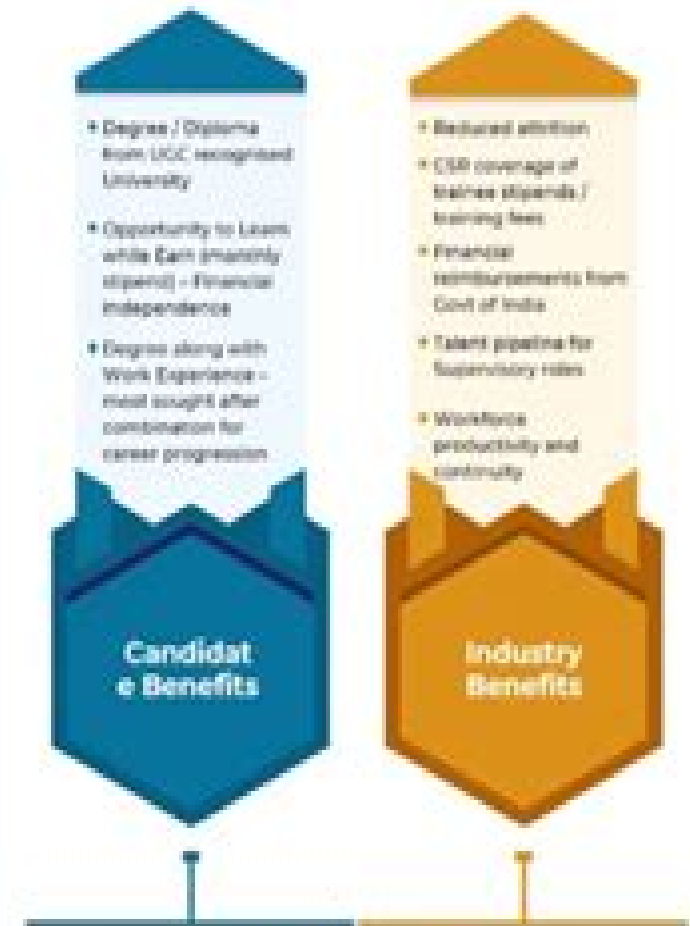 • Degree / Diploma
from UGC recognised
University
• Opportunity to Learn
while Earn (monthly
stipend) – Financial
Independence
• Degree along with
Work Experience –
most sought after
combination for
career progression
Candidat
e Benefits
• Reduced attrition
• CSR coverage of
trainee stipends /
training fees
• Financial
reimbursements from
Govt of India
• Talent pipeline for
Supervisory roles
• Workforce
productivity and
continuity
Industry
Benefits